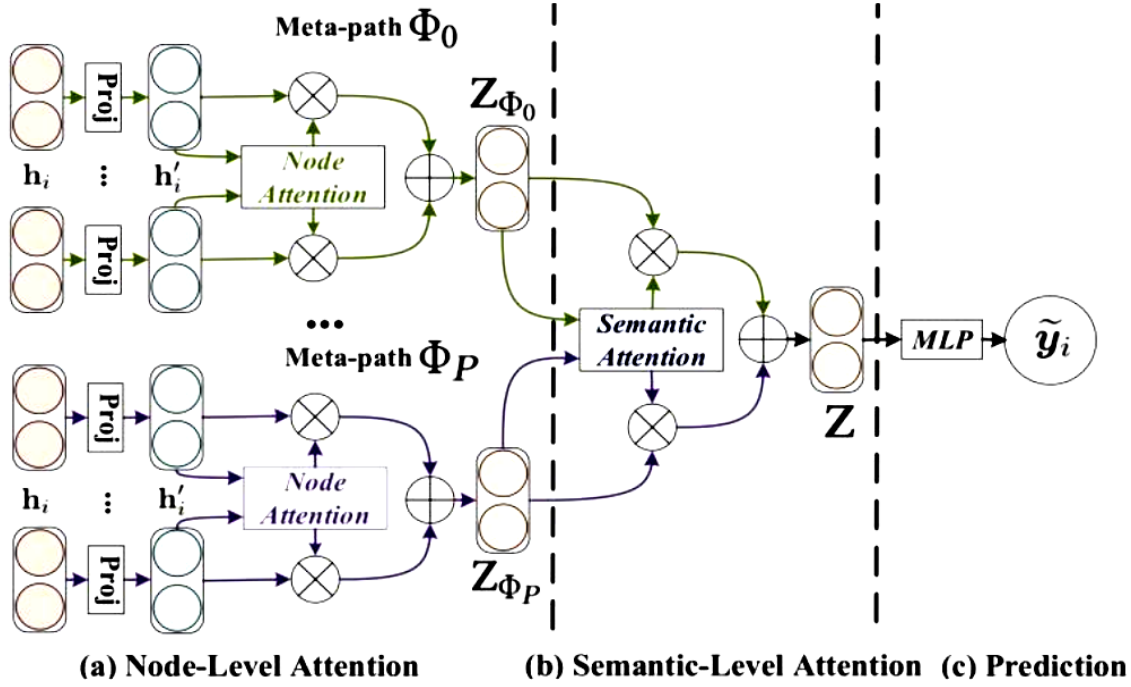 Meta-path Φ₀
Proj
h_i
...
h'_i
Node
Attention
Proj
Z_Φ₀
...
Meta-path Φ_P
Proj
h_i
...
h'_i
Node
Attention
Proj
Z_Φ_P
Semantic
Attention
Z
MLP
ỹ_i
(a) Node-Level Attention
(b) Semantic-Level Attention
(c) Prediction